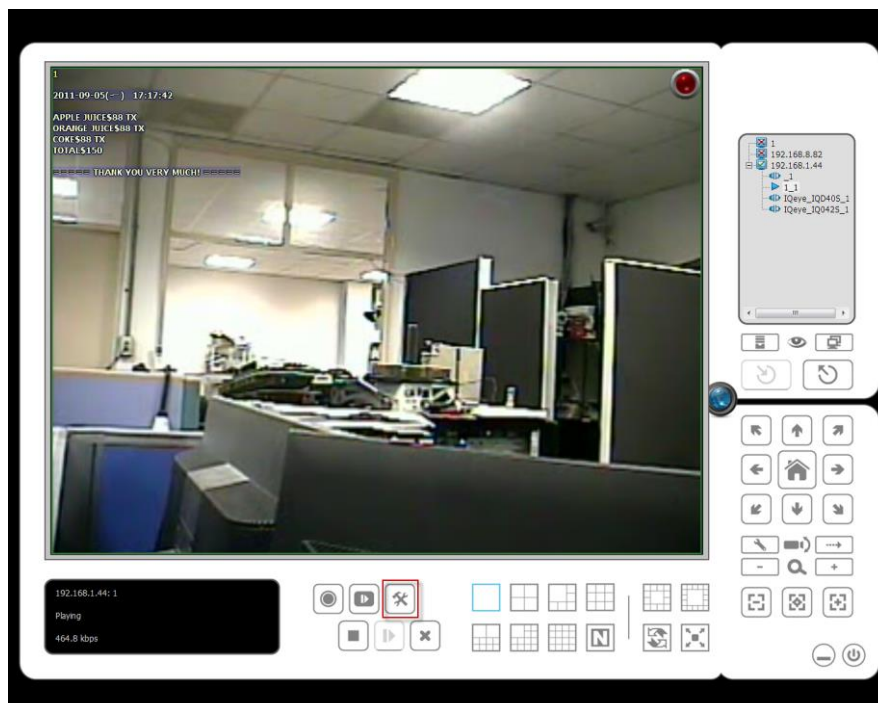 1
2011-09-05(一) 17:17:42
APPLE JUICE$88 TX
ORANGE JUICE$88 TX
COKE$88 TX
TOTAL$150
===== THANK YOU VERY MUCH! =====
1
192.168.8.82
192.168.1.44
_1
1_1
IQeye_IQD40S_1
IQeye_IQ042S_1
192.168.1.44: 1
Playing
464.8 kbps
N